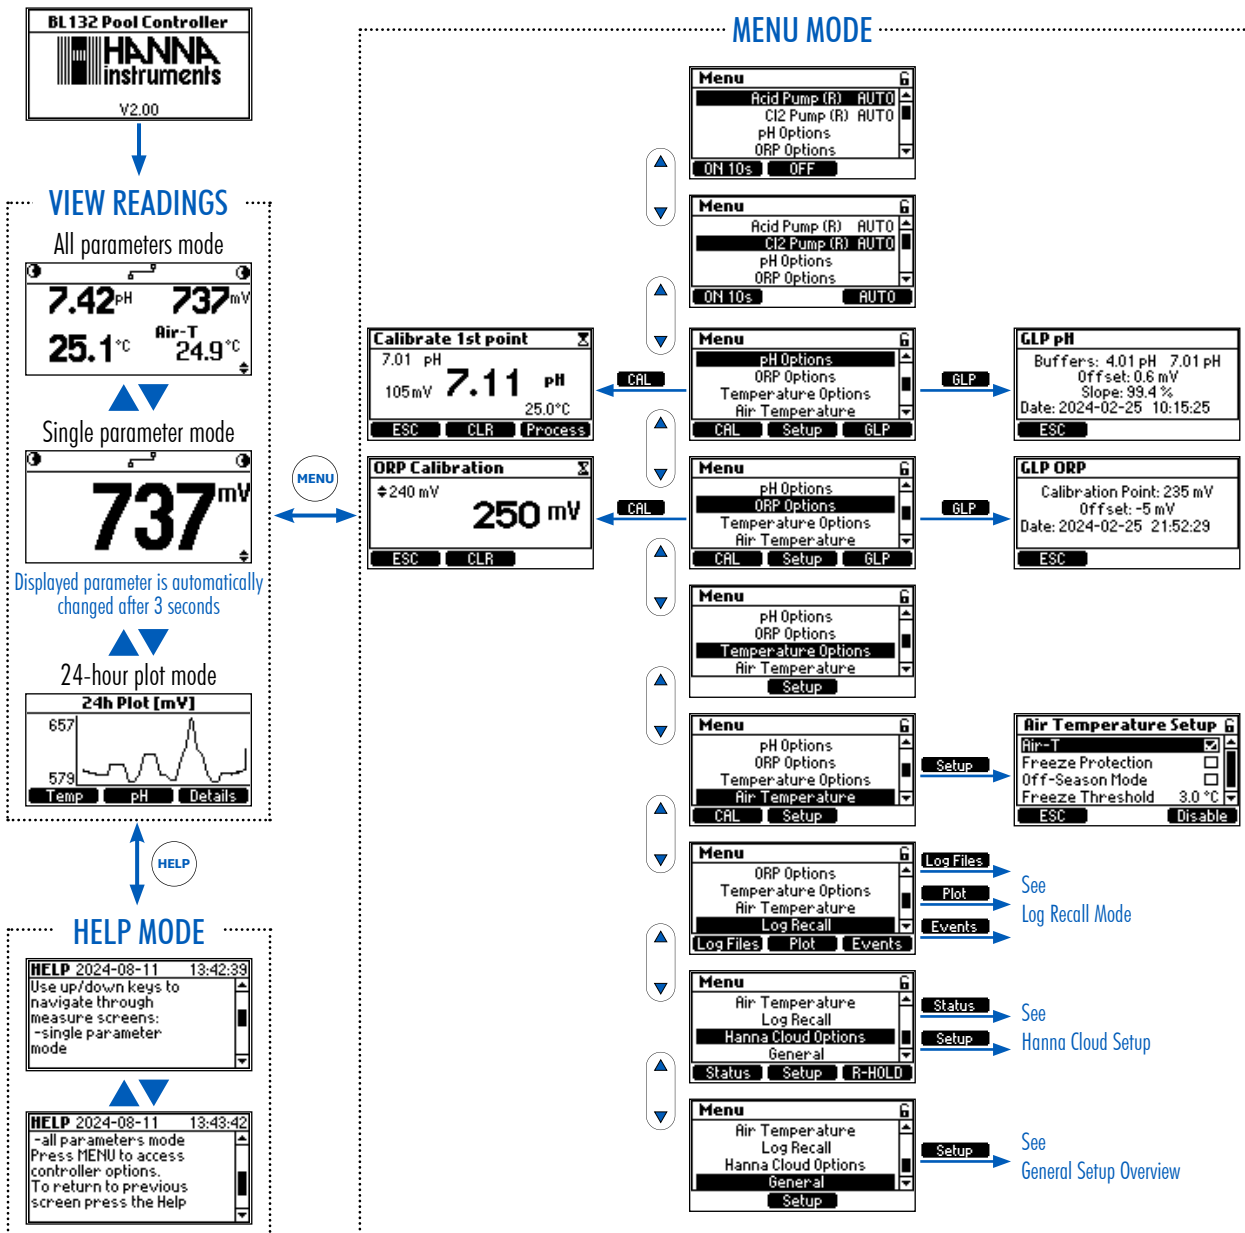 BL132 Pool Controller
HANNA
instruments
V2.00
VIEW READINGS
All parameters mode
7.42pH 737mV
25.1°C Air-T 24.9°C
Single parameter mode
737mV
Displayed parameter is automatically
changed after 3 seconds
24-hour plot mode
24h Plot [mV]
657
579
Temp pH Details
HELP
HELP MODE
HELP 2024-08-11 13:42:39
Use up/down keys to
navigate through
measure screens:
-single parameter
mode
HELP 2024-08-11 13:43:42
-all parameters mode
Press MENU to access
controller options.
To return to previous
screen press the Help
MENU
MENU MODE
Menu
Acid Pump (R) AUTO
Cl2 Pump (R) AUTO
pH Options
ORP Options
ON 10s OFF
Menu
Acid Pump (R) AUTO
Cl2 Pump (R) AUTO
pH Options
ORP Options
ON 10s AUTO
Calibrate 1st point
7.01 pH
105mV 7.11 pH
25.0°C
ESC CLR Process
CAL
Menu
pH Options
ORP Options
Temperature Options
Air Temperature
CAL Setup GLP
GLP
GLP pH
Buffers: 4.01 pH 7.01 pH
Offset: 0.6 mV
Slope: 99.4 %
Date: 2024-02-25 10:15:25
ESC
ORP Calibration
240 mV
250 mV
ESC CLR
CAL
Menu
pH Options
ORP Options
Temperature Options
Air Temperature
CAL Setup GLP
GLP
GLP ORP
Calibration Point: 235 mV
Offset: -5 mV
Date: 2024-02-25 21:52:29
ESC
Menu
pH Options
ORP Options
Temperature Options
Air Temperature
Setup
Menu
pH Options
ORP Options
Temperature Options
Air Temperature
CAL Setup
Setup
Air Temperature Setup
Air-T
Freeze Protection
Off-Season Mode
Freeze Threshold 3.0 °C
ESC Disable
Menu
ORP Options
Temperature Options
Air Temperature
Log Recall
Log Files Plot Events
Log Files
Plot
Events
See
Log Recall Mode
Menu
Air Temperature
Log Recall
Hanna Cloud Options
General
Status Setup R-HOLD
Status
Setup
See
Hanna Cloud Setup
Menu
Air Temperature
Log Recall
Hanna Cloud Options
General
Setup
Setup
See
General Setup Overview